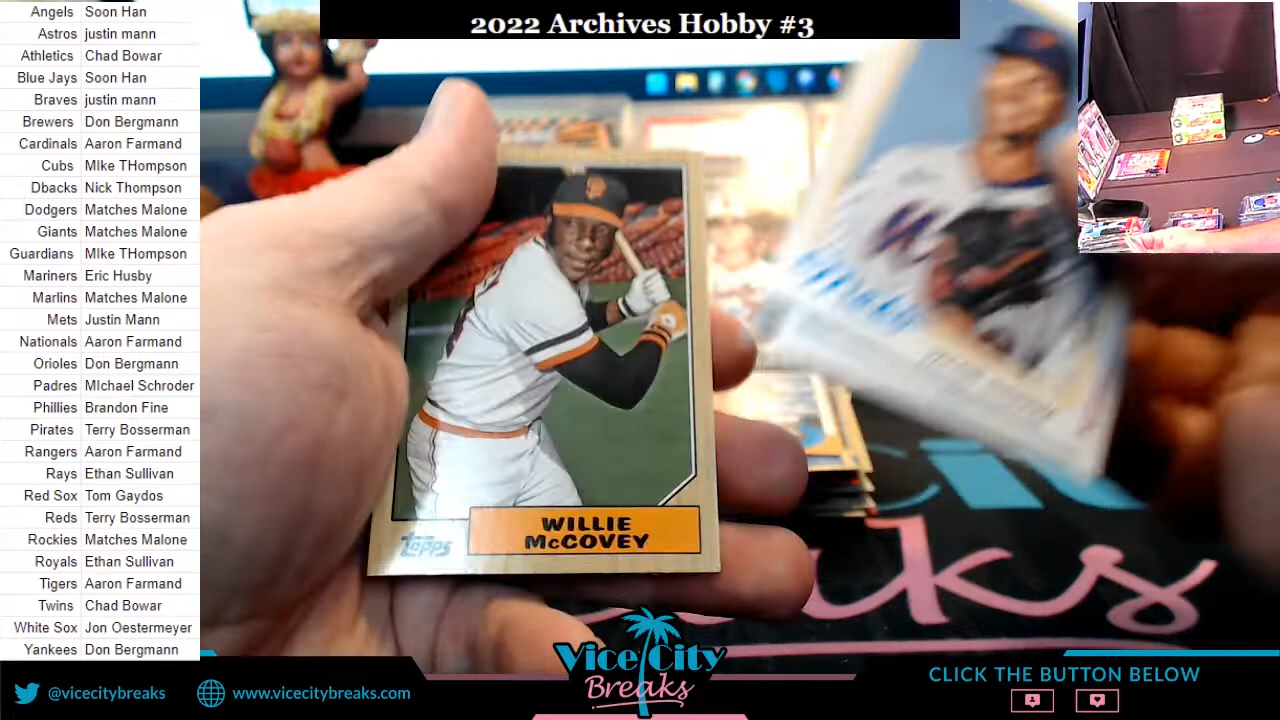 2022 Archives Hobby #3
Angels Soon Han
Astros justin mann
Athletics Chad Bowar
Blue Jays Soon Han
Braves justin mann
Brewers Don Bergmann
Cardinals Aaron Farmand
Cubs MIke THompson
Dbacks Nick Thompson
Dodgers Matches Malone
Giants Matches Malone
Guardians MIke THompson
Mariners Eric Husby
Marlins Matches Malone
Mets Justin Mann
Nationals Aaron Farmand
Orioles Don Bergmann
Padres MIchael Schroder
Phillies Brandon Fine
Pirates Terry Bosserman
Rangers Aaron Farmand
Rays Ethan Sullivan
Red Sox Tom Gaydos
Reds Terry Bosserman
Rockies Matches Malone
Royals Ethan Sullivan
Tigers Aaron Farmand
Twins Chad Bowar
White Sox Jon Oestermeyer
Yankees Don Bergmann
Topps
WILLIE
McCOVEY
Vice City
Breaks
@vicecitybreaks
www.vicecitybreaks.com
CLICK THE BUTTON BELOW